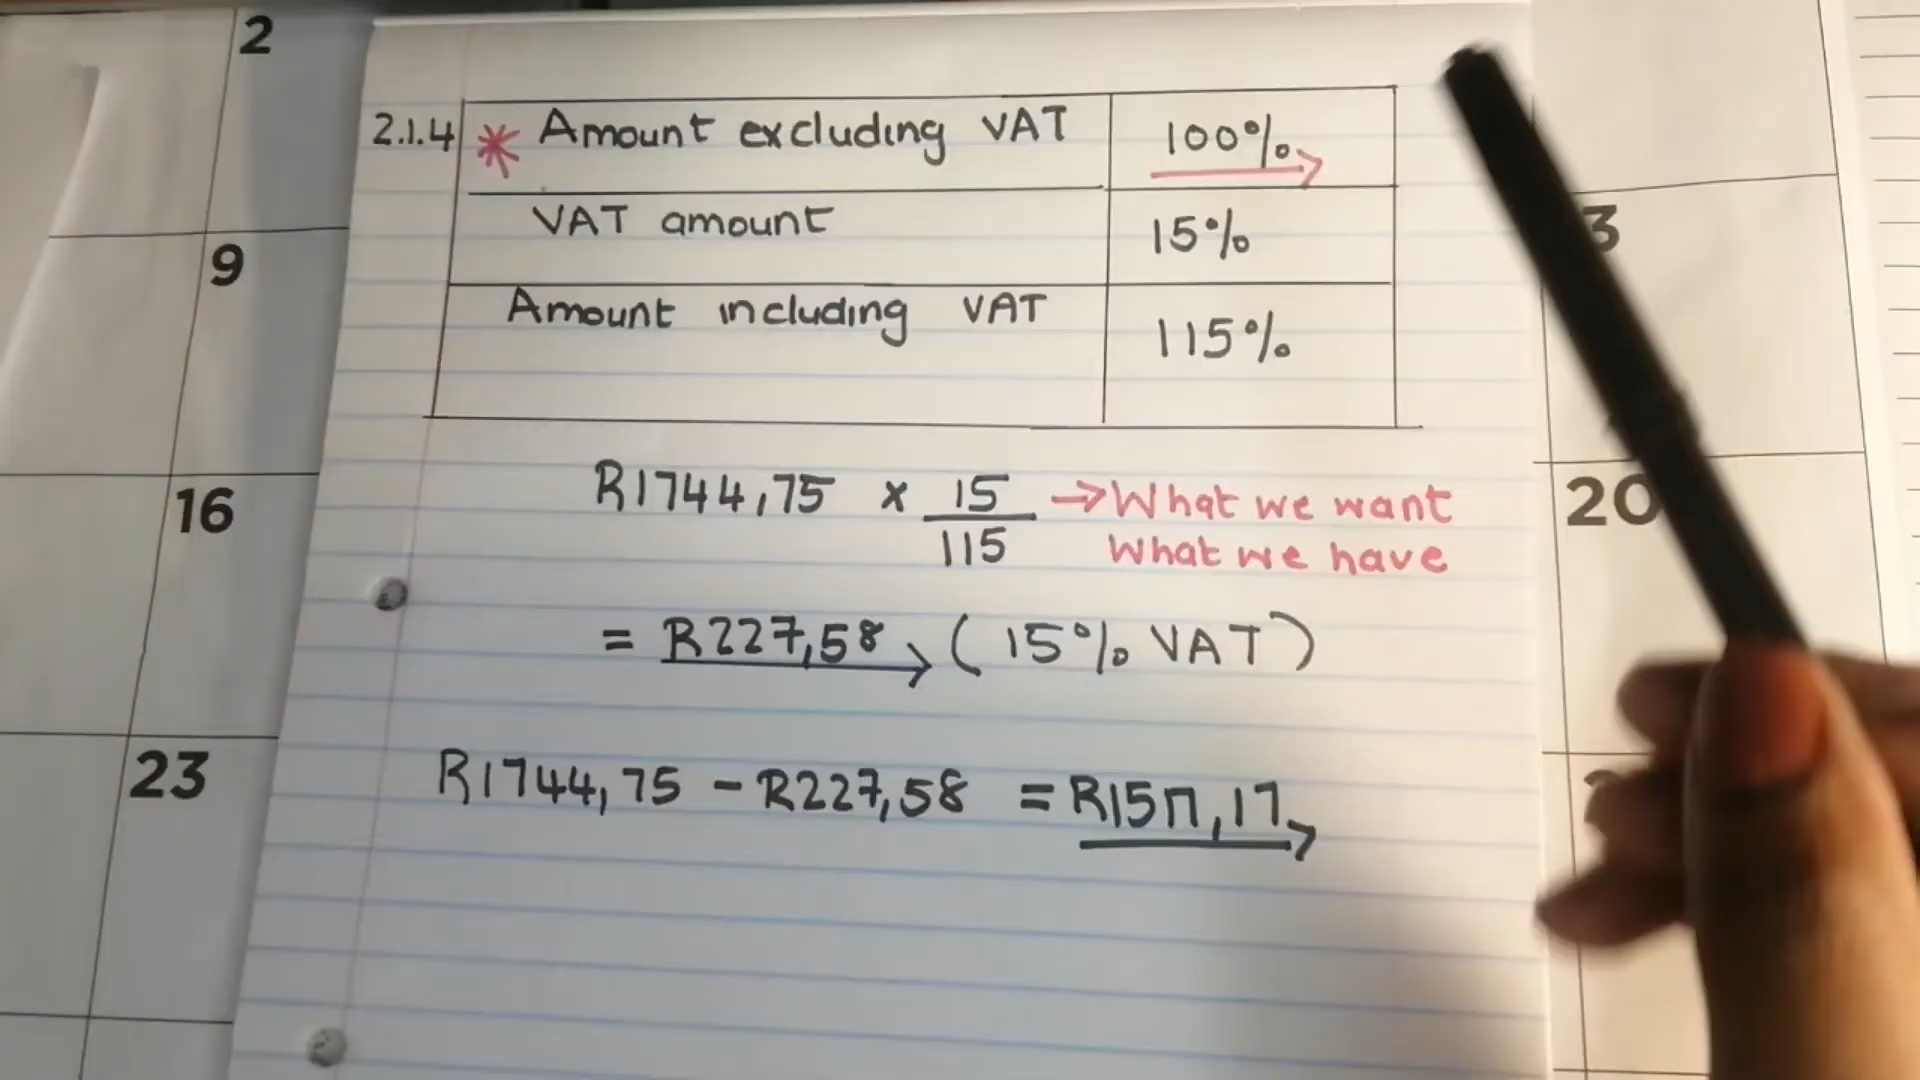 2
9
16
23
3
20
2.1.4 * Amount excluding VAT 100%
VAT amount 15%
Amount including VAT 115%
R1744,75 x 15/115 → What we want
What we have
= R227,58 (15% VAT)
R1744,75 - R227,58 = R1517,17